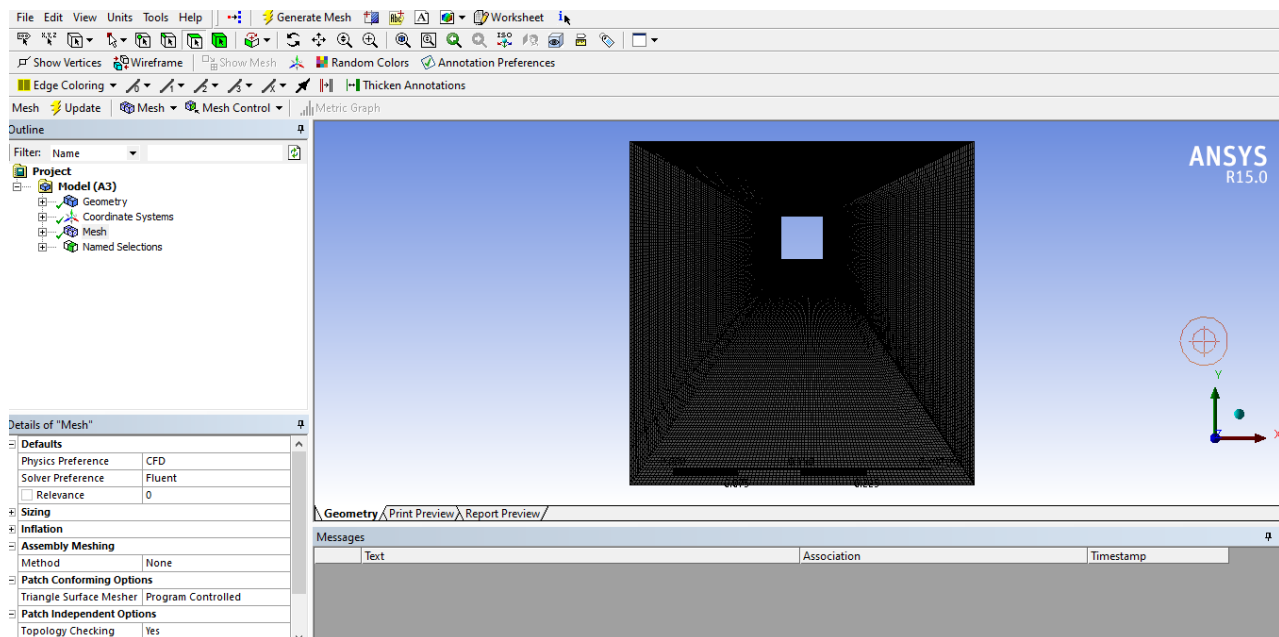 File Edit View Units Tools Help Generate Mesh Abc A Worksheet i
ISO
Show Vertices Wireframe Show Mesh Random Colors Annotation Preferences
Edge Coloring Thicken Annotations
Mesh Update Mesh Mesh Control Metric Graph
Outline
Filter: Name
Project
Model (A3)
Geometry
Coordinate Systems
Mesh
Named Selections
ANSYS
R15.0
Y
X
Details of "Mesh"
Defaults
Physics Preference CFD
Solver Preference Fluent
Relevance 0
Sizing
Inflation
Assembly Meshing
Method None
Patch Conforming Options
Triangle Surface Mesher Program Controlled
Patch Independent Options
Topology Checking Yes
Geometry Print Preview Report Preview
Messages
Text Association Timestamp